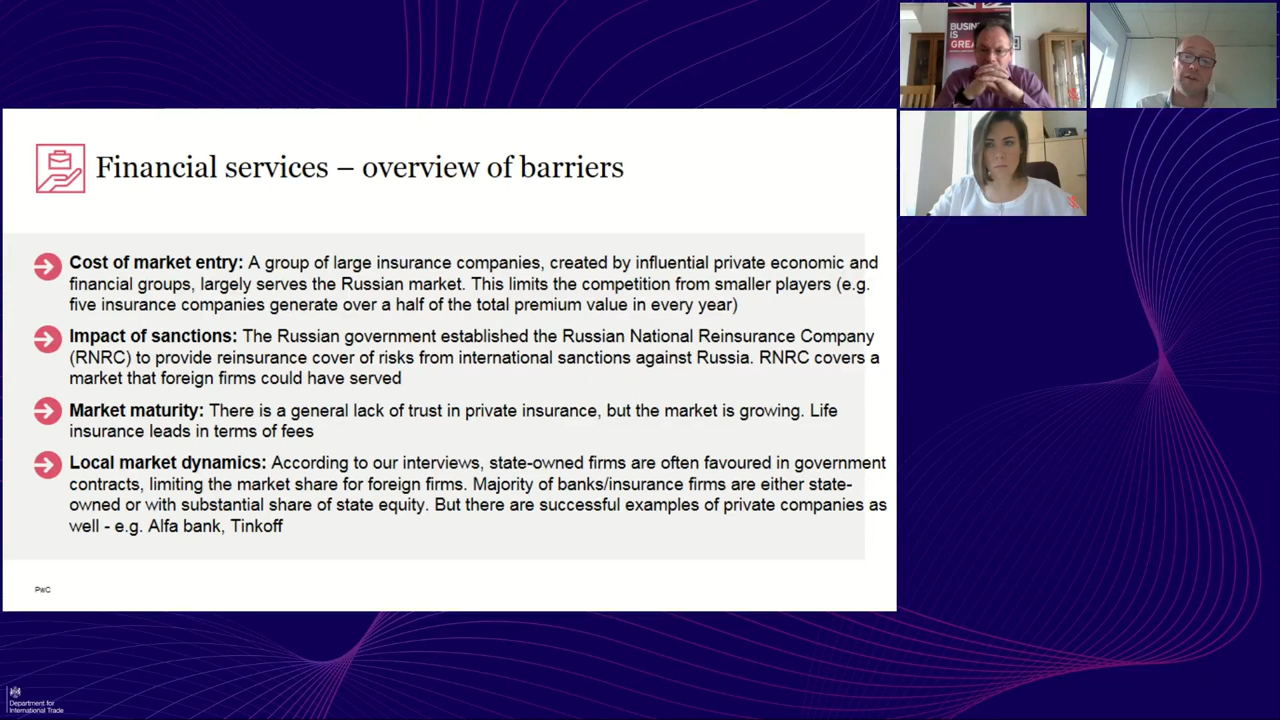 BUSIN
IS
GREA
Financial services – overview of barriers
Cost of market entry: A group of large insurance companies, created by influential private economic and
financial groups, largely serves the Russian market. This limits the competition from smaller players (e.g.
five insurance companies generate over a half of the total premium value in every year)
Impact of sanctions: The Russian government established the Russian National Reinsurance Company
(RNRC) to provide reinsurance cover of risks from international sanctions against Russia. RNRC covers a
market that foreign firms could have served
Market maturity: There is a general lack of trust in private insurance, but the market is growing. Life
insurance leads in terms of fees
Local market dynamics: According to our interviews, state-owned firms are often favoured in government
contracts, limiting the market share for foreign firms. Majority of banks/insurance firms are either state-
owned or with substantial share of state equity. But there are successful examples of private companies as
well - e.g. Alfa bank, Tinkoff
PwC
Department for
International Trade